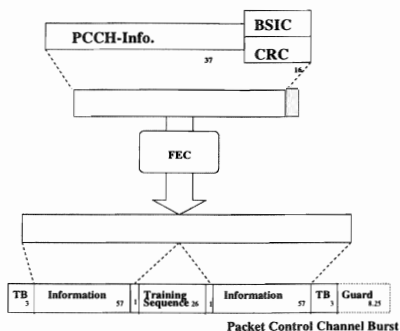 BSIC
PCCH-Info.
CRC
37
16
FEC
TB Information Training Information TB Guard
3 57 1 Sequence 26 1 57 3 8.25
Packet Control Channel Burst